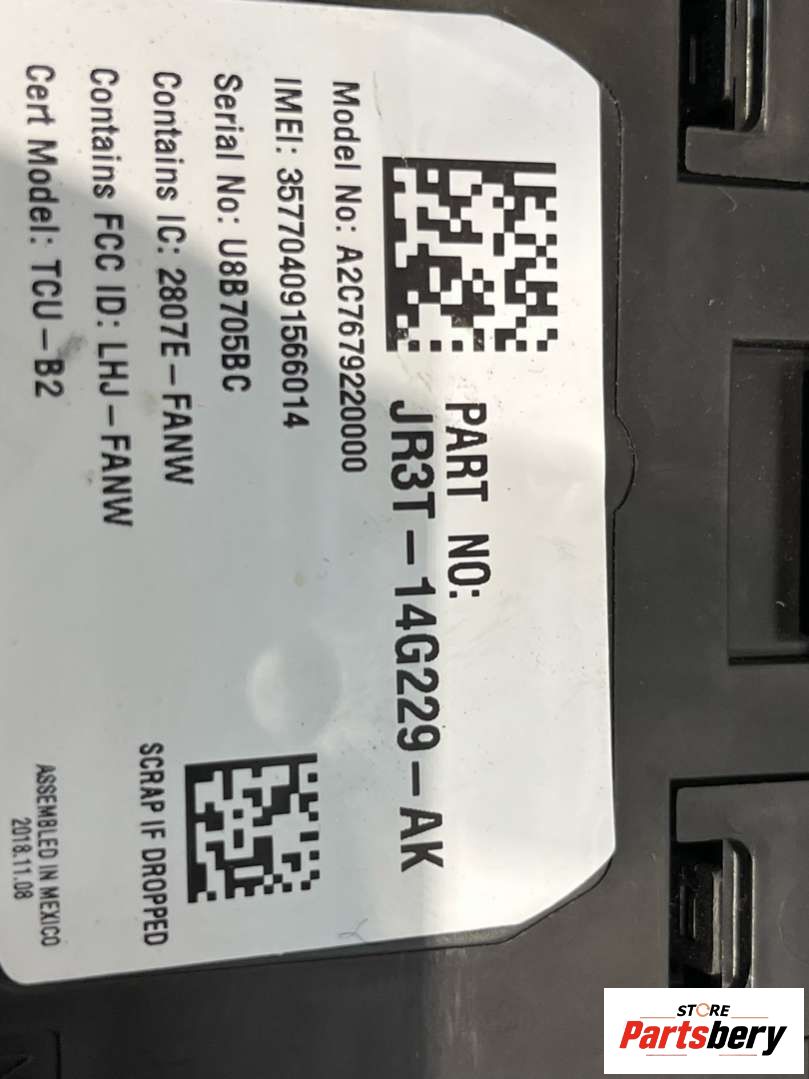 PART NO:
JR3T-14G229-AK
Model No: A2C7679220000
IMEI: 357704091566014
Serial No: U8B705BC
Contains IC: 2807E-FANW
Contains FCC ID: LHJ-FANW
Cert Model: TCU-B2
SCRAP IF DROPPED
ASSEMBLED IN MEXICO
2018.11.08
STORE
Partsbery